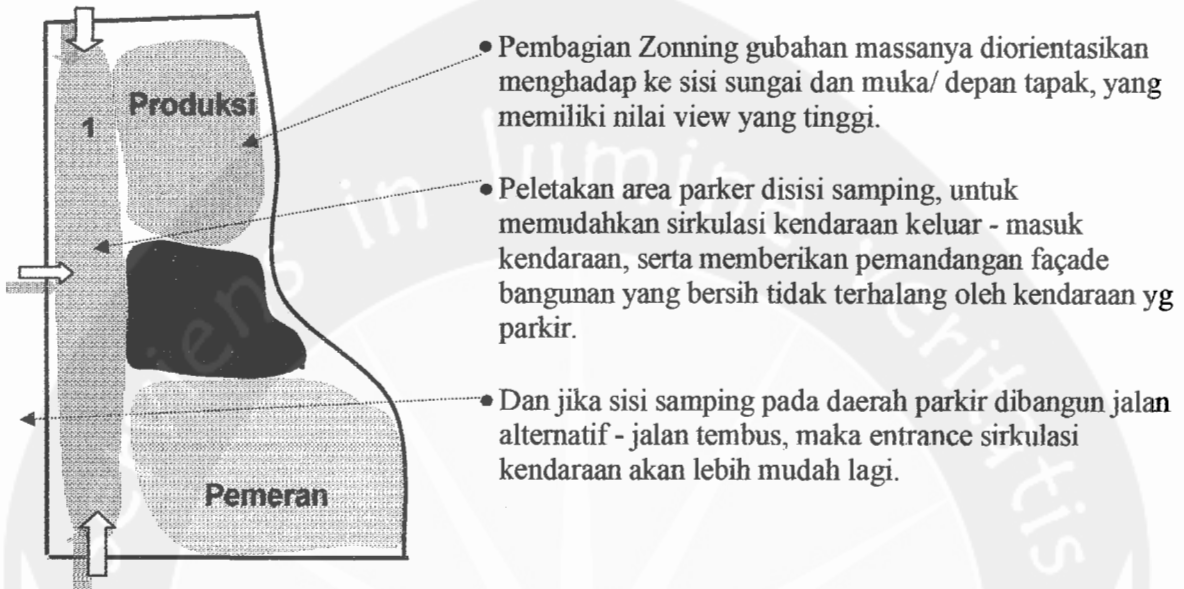 Produksi
1
Pemeran
• Pembagian Zonning gubahan massanya diorientasikan
menghadap ke sisi sungai dan muka/ depan tapak, yang
memiliki nilai view yang tinggi.
• Peletakan area parker disisi samping, untuk
memudahkan sirkulasi kendaraan keluar - masuk
kendaraan, serta memberikan pemandangan façade
bangunan yang bersih tidak terhalang oleh kendaraan yg
parkir.
• Dan jika sisi samping pada daerah parkir dibangun jalan
alternatif - jalan tembus, maka entrance sirkulasi
kendaraan akan lebih mudah lagi.
in lumine veritatis